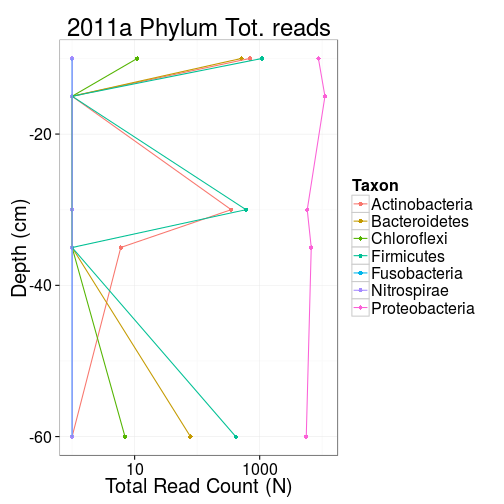 2011a Phylum Tot. reads
-20
-40
-60
Depth (cm)
10
1000
Total Read Count (N)
Taxon
Actinobacteria
Bacteroidetes
Chloroflexi
Firmicutes
Fusobacteria
Nitrospirae
Proteobacteria